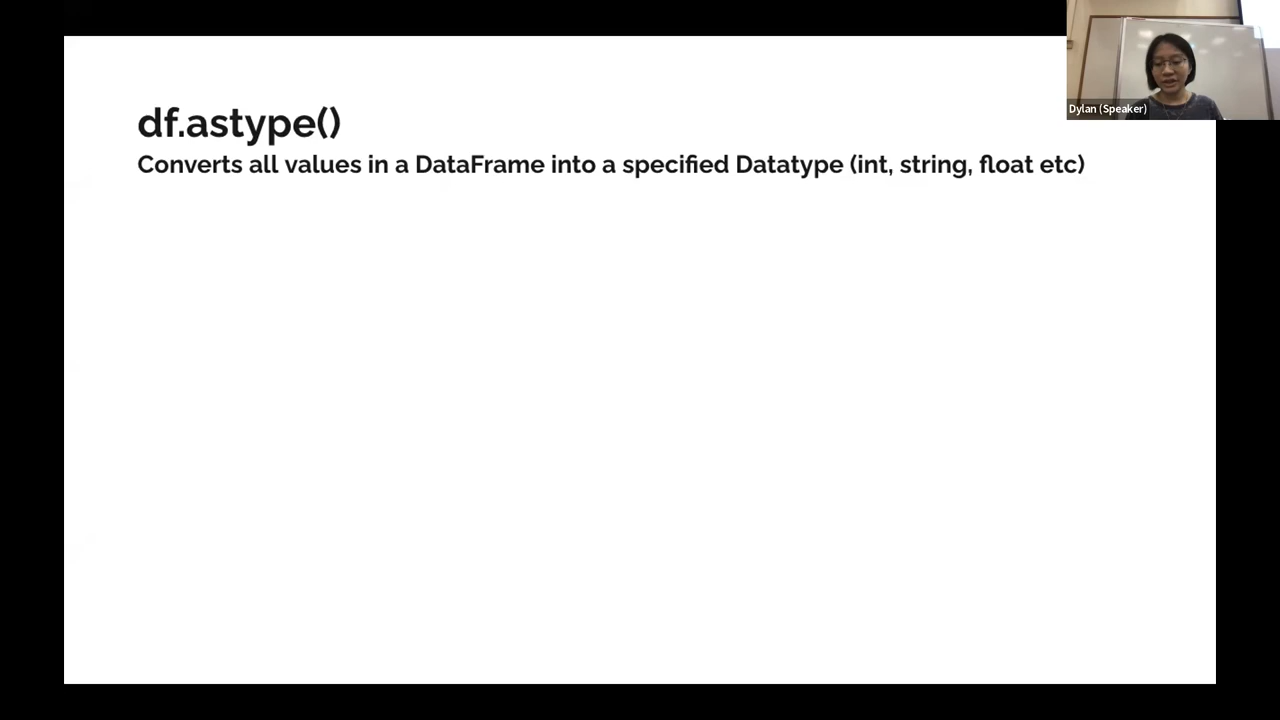 df.astype()
Converts all values in a DataFrame into a specified Datatype (int, string, float etc)
Dylan (Speaker)